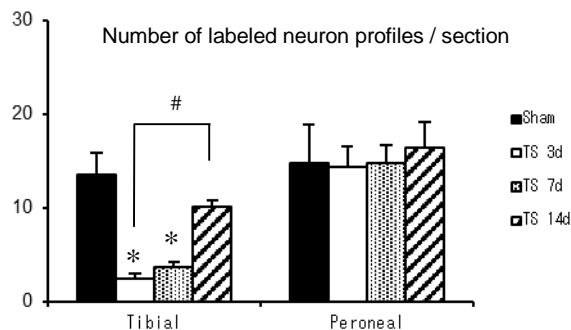 Number of labeled neuron profiles / section
30
20
10
0
#
* *
Tibial Peroneal
Sham
TS 3d
TS 7d
TS 14d